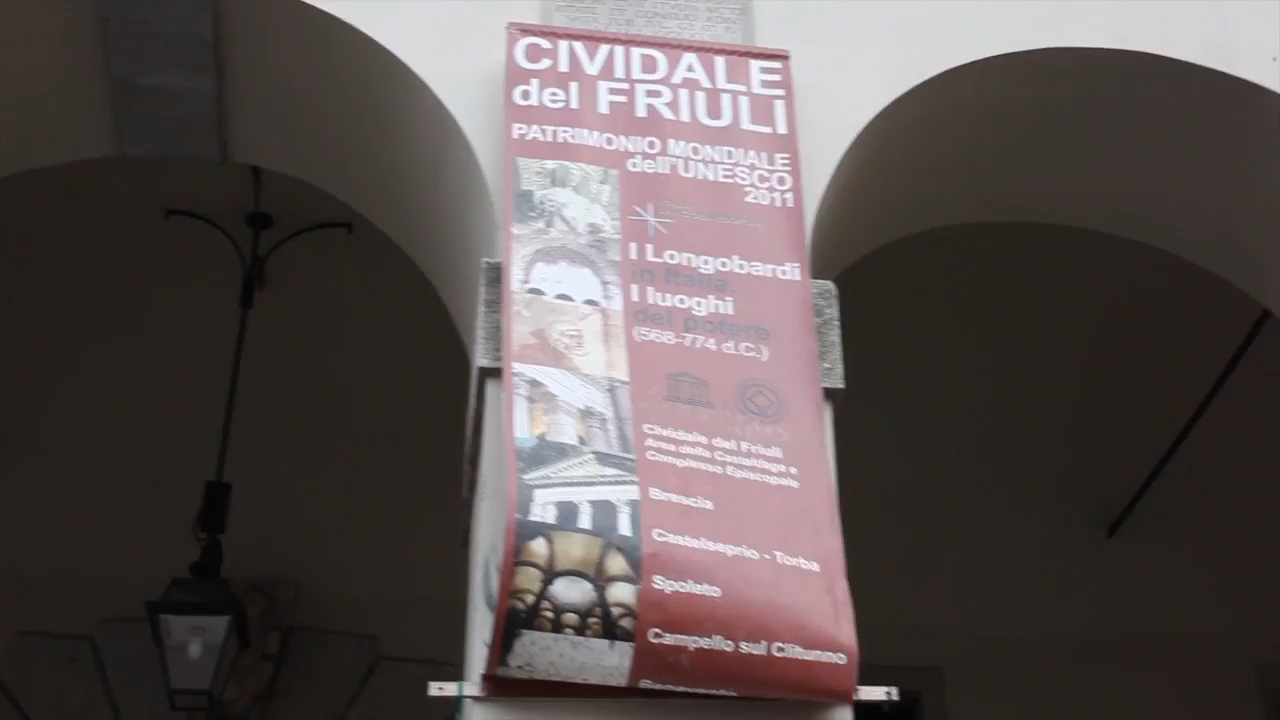 CIVIDALE
del FRIULI
PATRIMONIO MONDIALE
dell'UNESCO
2011
I Longobardi
in Italia.
I luoghi
del potere
(568-774 d.C.)
Cividale del Friuli
Area della Gastaldaga e
Complesso Episcopale
Brescia
Castelseprio - Torba
Spoleto
Campello sul Clitunno